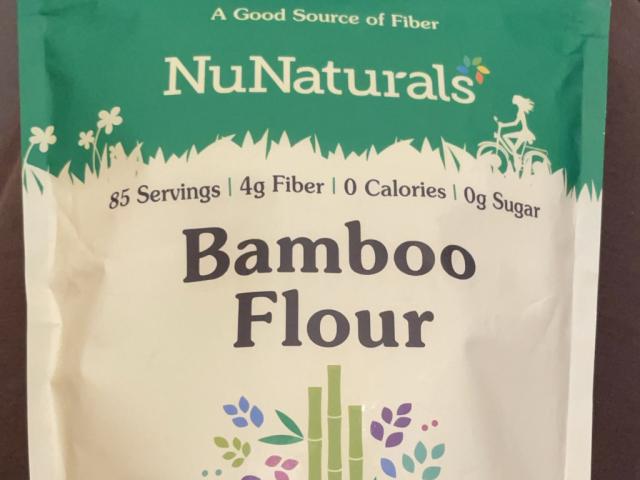 A Good Source of Fiber
NuNaturals
85 Servings | 4g Fiber | 0 Calories | 0g Sugar
Bamboo
Flour